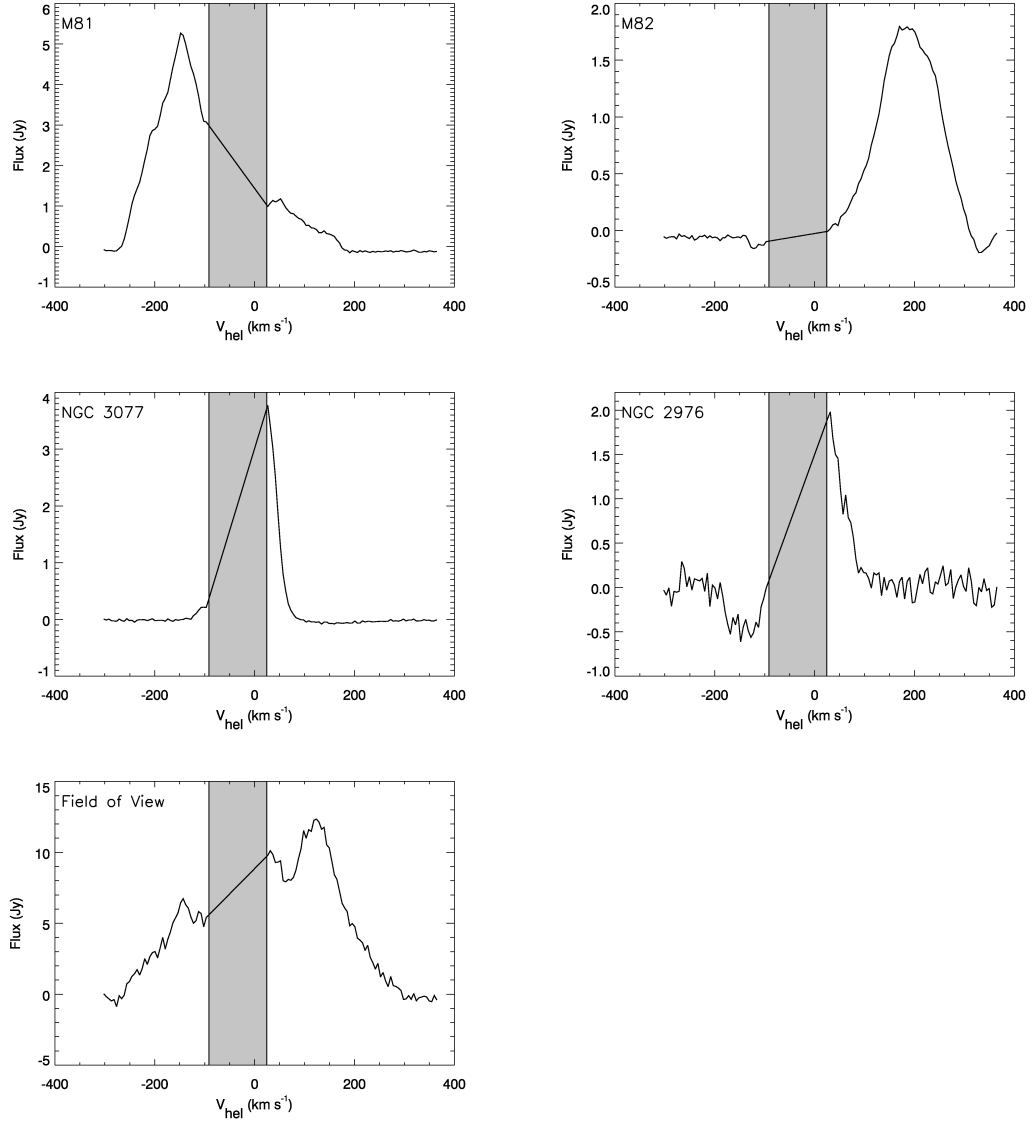 M81
6
5
4
3
2
1
0
-1
Flux (Jy)
-400 -200 0 200 400
V_hel (km s⁻¹)
M82
2.0
1.5
1.0
0.5
0.0
-0.5
Flux (Jy)
-400 -200 0 200 400
V_hel (km s⁻¹)
NGC 3077
4
3
2
1
0
-1
Flux (Jy)
-400 -200 0 200 400
V_hel (km s⁻¹)
NGC 2976
2.0
1.5
1.0
0.5
0.0
-0.5
-1.0
Flux (Jy)
-400 -200 0 200 400
V_hel (km s⁻¹)
Field of View
15
10
5
0
-5
Flux (Jy)
-400 -200 0 200 400
V_hel (km s⁻¹)